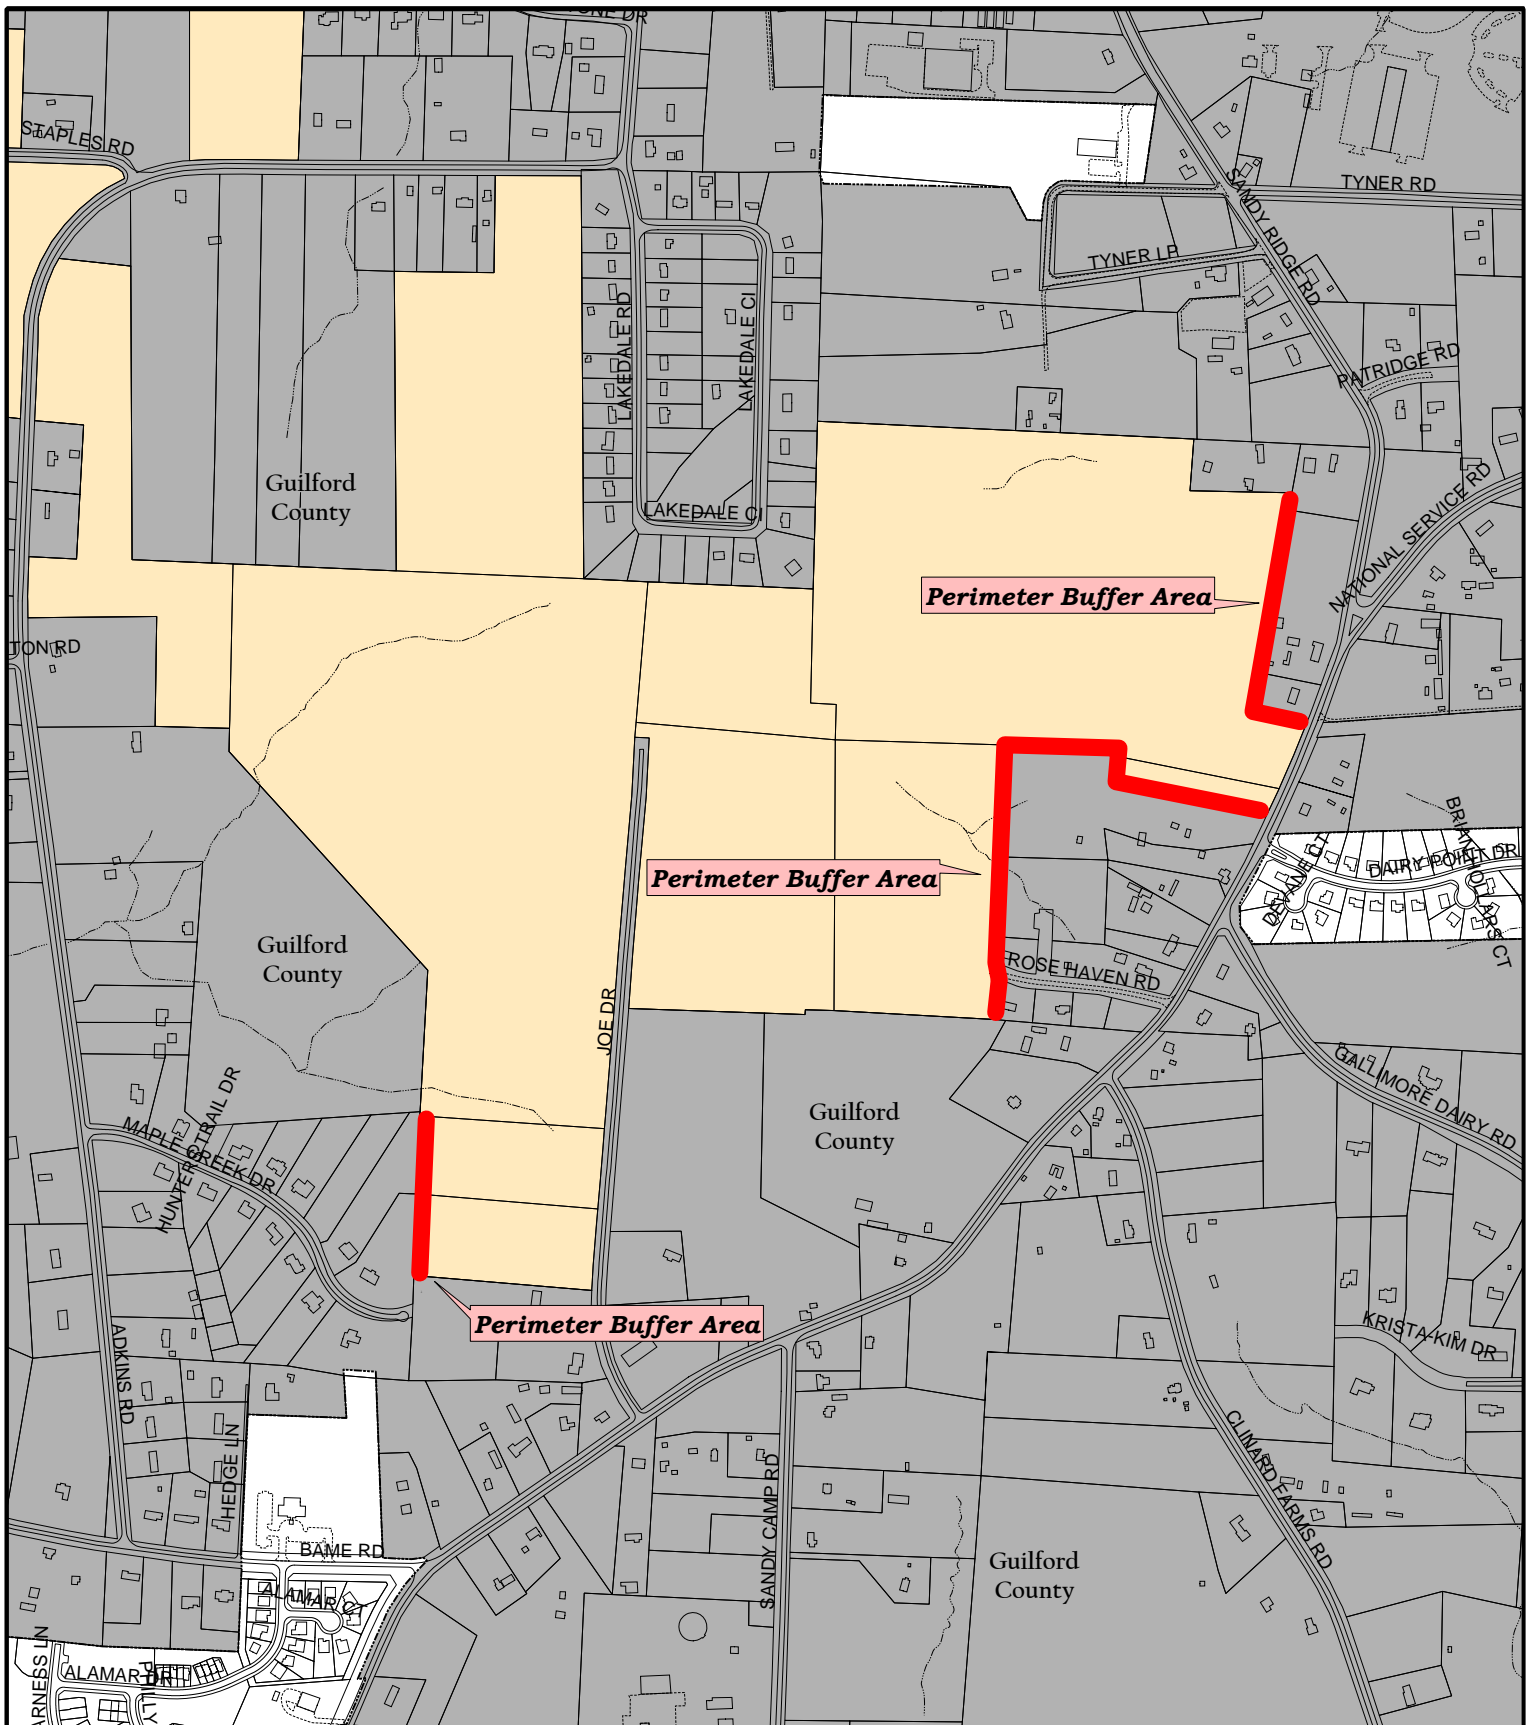 STAPLES RD
TYNER RD
SANDY RIDGE RD
TYNER LP
LAKEDALE RD
LAKEDALE CI
PATRIDGE RD
Guilford
County
LAKEDALE CI
NATIONAL SERVICE RD
Perimeter Buffer Area
TON RD
DAIRY POINT DR
Perimeter Buffer Area
Guilford
County
ROSE HAVEN RD
JOE DR
GALLIMORE DAIRY RD
Guilford
County
MAPLE CREEK DR
Perimeter Buffer Area
KRISTA-KIM DR
ADKINS RD
HEDGE LN
CLINARD FARMS RD
SANDY CAMP RD
BAME RD
Guilford
County
ALAMAR CT
ALAMAR DR
ARNESS LN